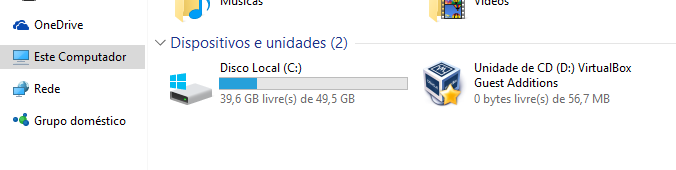 Músicas
Vídeos
OneDrive
Este Computador
Rede
Grupo doméstico
Dispositivos e unidades (2)
Disco Local (C:)
39,6 GB livre(s) de 49,5 GB
Unidade de CD (D:) VirtualBox
Guest Additions
0 bytes livre(s) de 56,7 MB